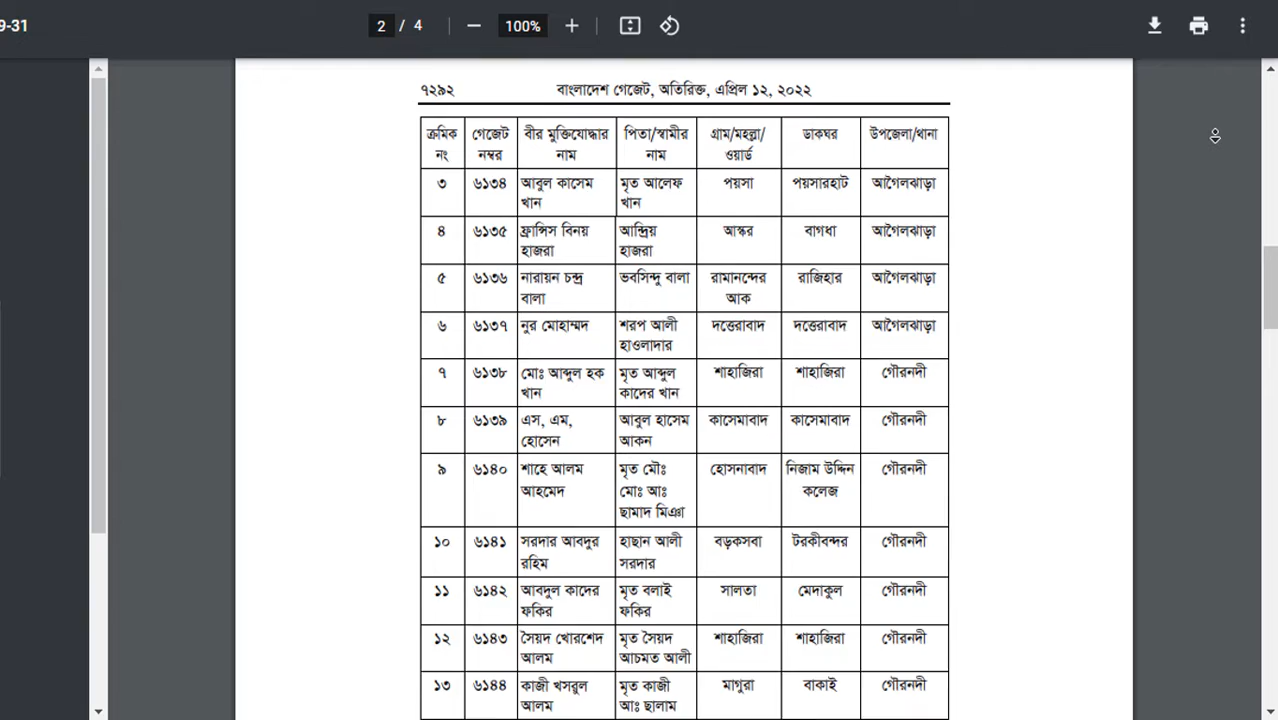 9-31
2 / 4
100%
৭২৯২ বাংলাদেশ গেজেট, অতিরিক্ত, এপ্রিল ১২, ২০২২
ক্রমিক গেজেট বীর মুক্তিযোদ্ধার পিতা/স্বামীর গ্রাম/মহল্লা/ ডাকঘর উপজেলা/থানা
নং নম্বর নাম নাম ওয়ার্ড
৩ ৬১৩৪ আবুল কাসেম মৃত আলেফ পয়সা পয়সারহাট আগৈলঝাড়া
খান খান
৪ ৬১৩৫ ফ্রান্সিস বিনয় আন্দ্রিয় আস্কর বাগধা আগৈলঝাড়া
হাজরা হাজরা
৫ ৬১৩৬ নারায়ন চন্দ্র ভবসিন্দু বালা রামানন্দের রাজিহার আগৈলঝাড়া
বালা আক
৬ ৬১৩৭ নুর মোহাম্মদ শরপ আলী দত্তেরাবাদ দত্তেরাবাদ আগৈলঝাড়া
হাওলাদার
৭ ৬১৩৮ মোঃ আব্দুল হক মৃত আব্দুল শাহাজিরা শাহাজিরা গৌরনদী
খান কাদের খান
৮ ৬১৩৯ এস, এম, আবুল হাসেম কাসেমাবাদ কাসেমাবাদ গৌরনদী
হোসেন আকন
৯ ৬১৪০ শাহে আলম মৃত মৌঃ হোসনাবাদ নিজাম উদ্দিন গৌরনদী
আহমেদ মোঃ আঃ কলেজ
ছামাদ মিঞা
১০ ৬১৪১ সরদার আবদুর হাছান আলী বড়কসবা টরকীবন্দর গৌরনদী
রহিম সরদার
১১ ৬১৪২ আবদুল কাদের মৃত বলাই সালতা মেদাকুল গৌরনদী
ফকির ফকির
১২ ৬১৪৩ সৈয়দ খোরশেদ মৃত সৈয়দ শাহাজিরা শাহাজিরা গৌরনদী
আলম আচমত আলী
১৩ ৬১৪৪ কাজী খসরুল মৃত কাজী মাগুরা বাকাই গৌরনদী
আলম আঃ ছালাম